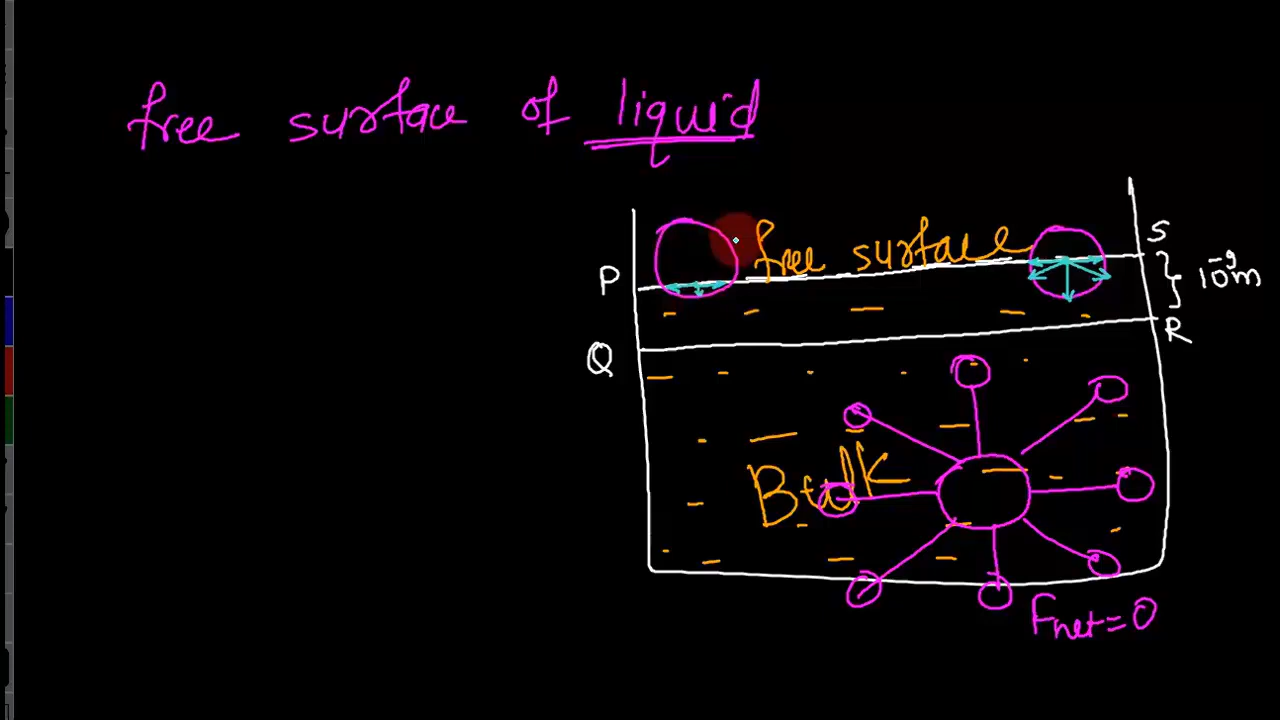 free surface of liquid
free surface
S
P
10⁻⁹m
R
Q
Bulk
Fnet=0